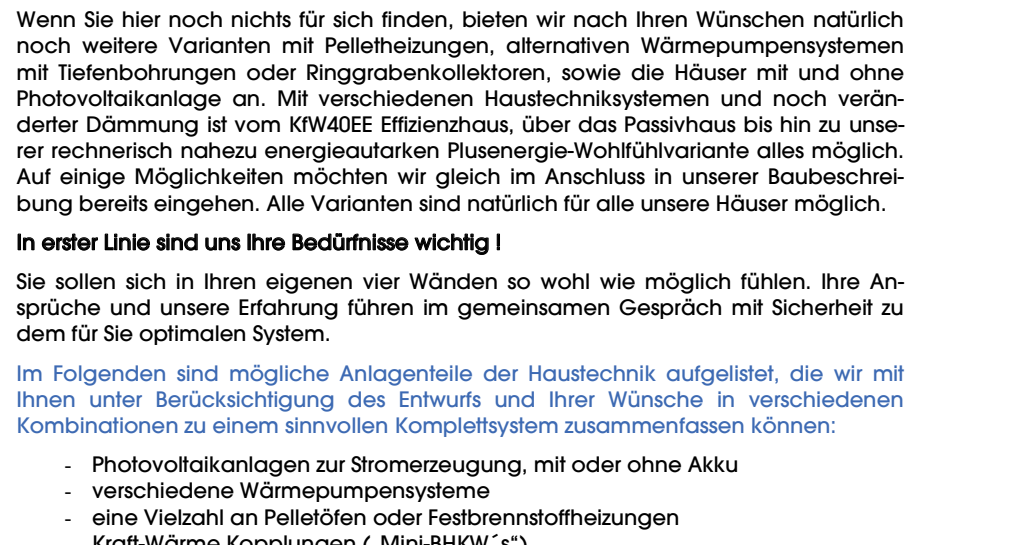 Wenn Sie hier noch nichts für sich finden, bieten wir nach Ihren Wünschen natürlich
noch weitere Varianten mit Pelletheizungen, alternativen Wärmepumpensystemen
mit Tiefenbohrungen oder Ringgrabenkollektoren, sowie die Häuser mit und ohne
Photovoltaikanlage an. Mit verschiedenen Haustechniksystemen und noch verän-
derter Dämmung ist vom KfW40EE Effizienzhaus, über das Passivhaus bis hin zu unse-
rer rechnerisch nahezu energieautarken Plusenergie-Wohlfühlvariante alles möglich.
Auf einige Möglichkeiten möchten wir gleich im Anschluss in unserer Baubeschrei-
bung bereits eingehen. Alle Varianten sind natürlich für alle unsere Häuser möglich.
In erster Linie sind uns Ihre Bedürfnisse wichtig !
Sie sollen sich in Ihren eigenen vier Wänden so wohl wie möglich fühlen. Ihre An-
sprüche und unsere Erfahrung führen im gemeinsamen Gespräch mit Sicherheit zu
dem für Sie optimalen System.
Im Folgenden sind mögliche Anlagenteile der Haustechnik aufgelistet, die wir mit
Ihnen unter Berücksichtigung des Entwurfs und Ihrer Wünsche in verschiedenen
Kombinationen zu einem sinnvollen Komplettsystem zusammenfassen können:
- Photovoltaikanlagen zur Stromerzeugung, mit oder ohne Akku
- verschiedene Wärmepumpensysteme
- eine Vielzahl an Pelletöfen oder Festbrennstoffheizungen
Kraft-Wärme Kopplungen („Mini-BHKW´s“)